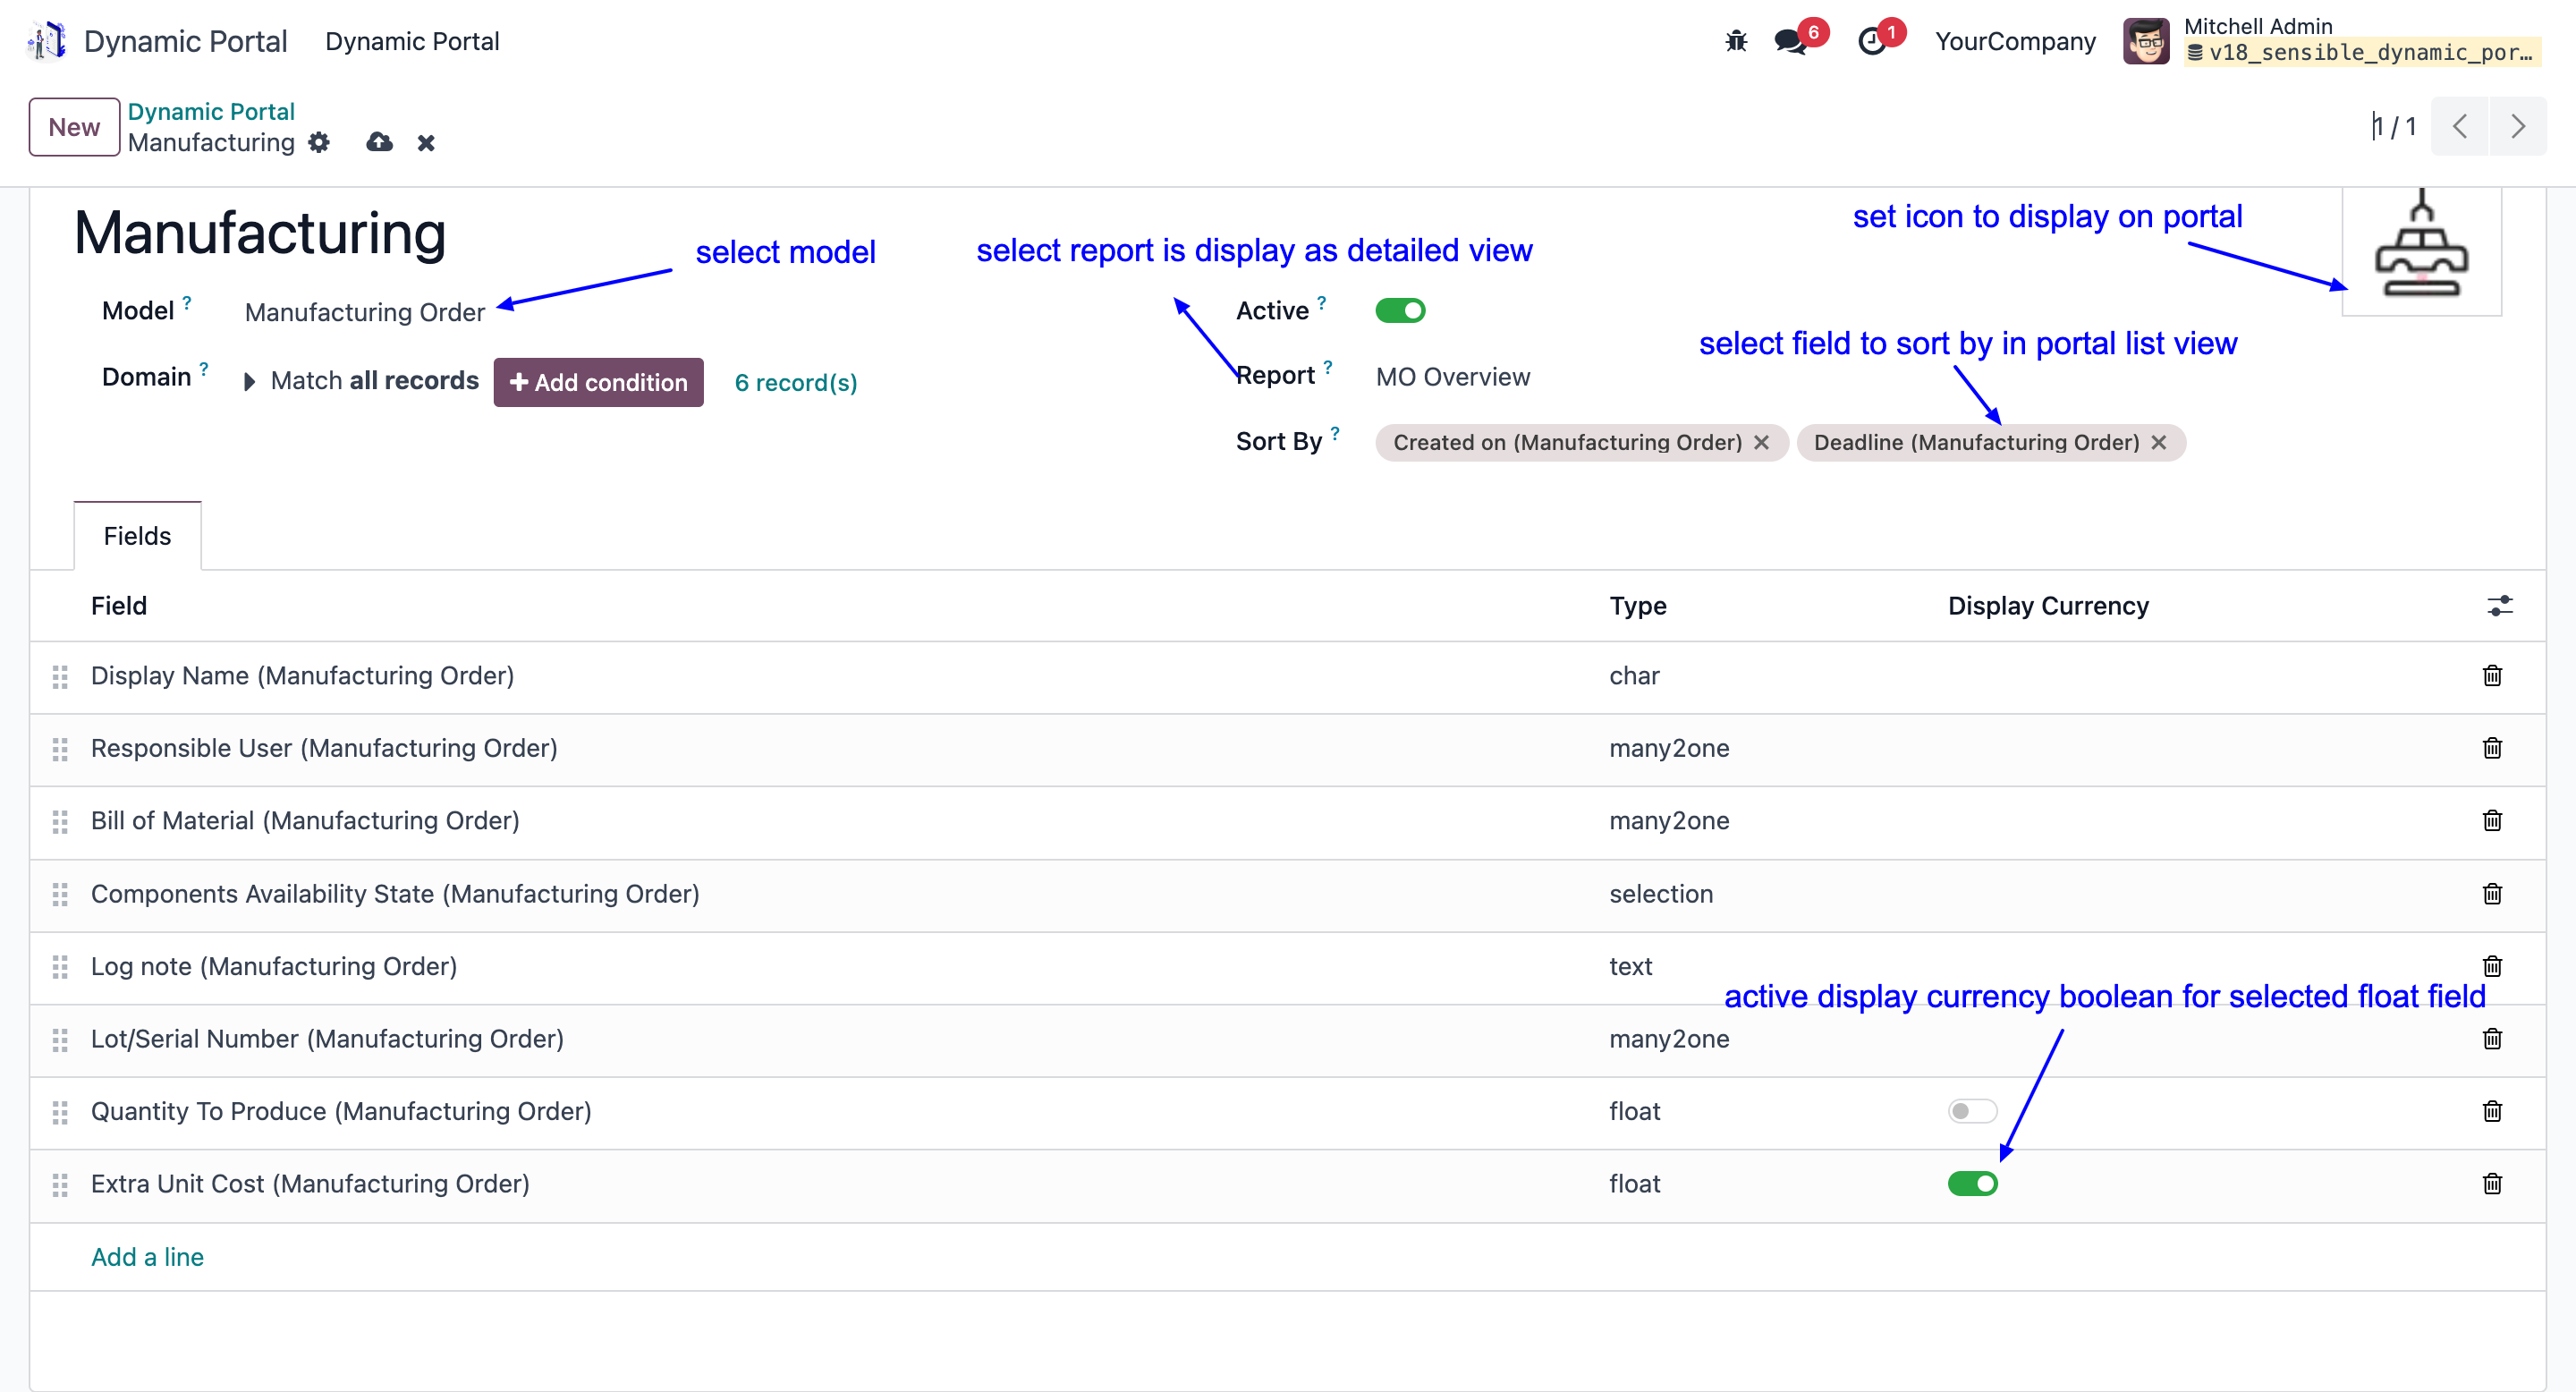 Dynamic Portal Dynamic Portal 6 1 YourCompany Mitchell Admin
v18_sensible_dynamic_por...
New Dynamic Portal
Manufacturing
1 / 1
Manufacturing
select model
select report is display as detailed view
set icon to display on portal
Model ? Manufacturing Order
Active ?
select field to sort by in portal list view
Domain ? Match all records + Add condition 6 record(s)
Report ? MO Overview
Sort By ? Created on (Manufacturing Order) × Deadline (Manufacturing Order) ×
Fields
Field Type Display Currency
Display Name (Manufacturing Order) char
Responsible User (Manufacturing Order) many2one
Bill of Material (Manufacturing Order) many2one
Components Availability State (Manufacturing Order) selection
Log note (Manufacturing Order) text
active display currency boolean for selected float field
Lot/Serial Number (Manufacturing Order) many2one
Quantity To Produce (Manufacturing Order) float
Extra Unit Cost (Manufacturing Order) float
Add a line